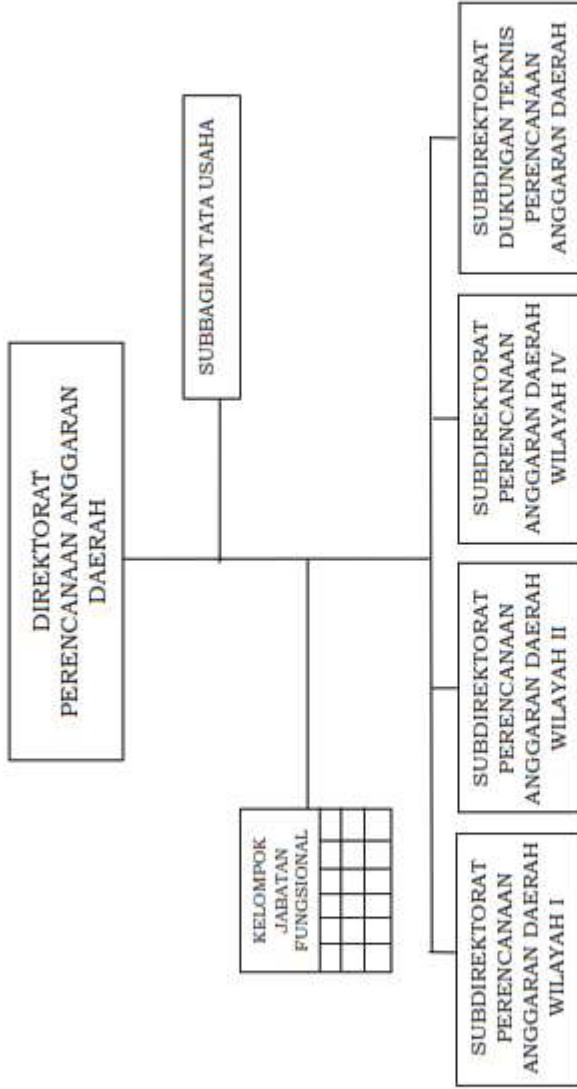 DIREKTORAT
PERENCANAAN ANGGARAN
DAERAH
SUBBAGIAN TATA USAHA
KELOMPOK
JABATAN
FUNGSIONAL
SUBDIREKTORAT
PERENCANAAN
ANGGARAN DAERAH
WILAYAH I
SUBDIREKTORAT
PERENCANAAN
ANGGARAN DAERAH
WILAYAH II
SUBDIREKTORAT
PERENCANAAN
ANGGARAN DAERAH
WILAYAH IV
SUBDIREKTORAT
DUKUNGAN TEKNIS
PERENCANAAN
ANGGARAN DAERAH